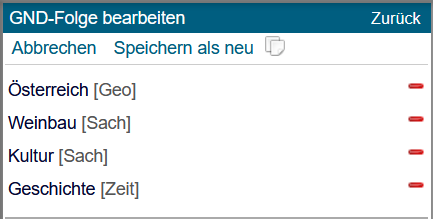 GND-Folge bearbeiten Zurück
Abbrechen Speichern als neu
Österreich [Geo]
Weinbau [Sach]
Kultur [Sach]
Geschichte [Zeit]